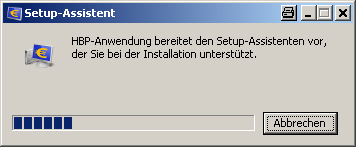 Setup-Assistent
HBP-Anwendung bereitet den Setup-Assistenten vor,
der Sie bei der Installation unterstützt.
Abbrechen